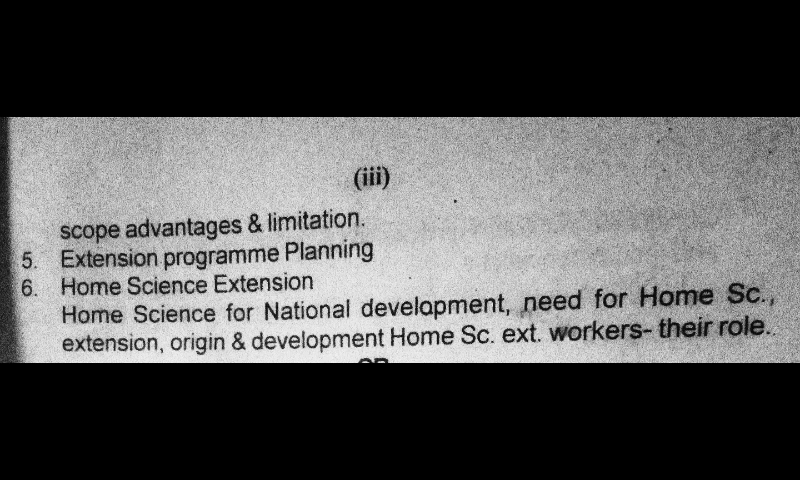 (iii)
scope advantages & limitation.
5. Extension programme Planning
6. Home Science Extension
Home Science for National development, need for Home Sc.,
extension, origin & development Home Sc. ext. workers- their role.